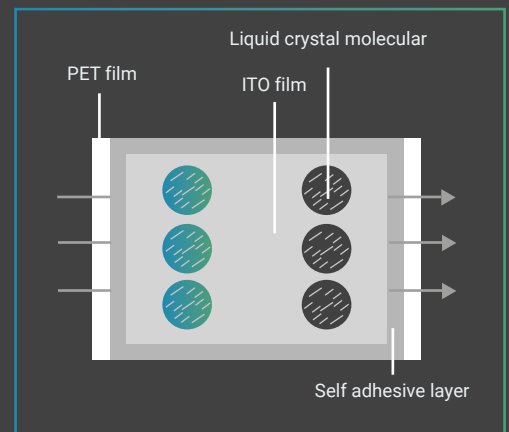 Liquid crystal molecular
PET film
ITO film
Self adhesive layer